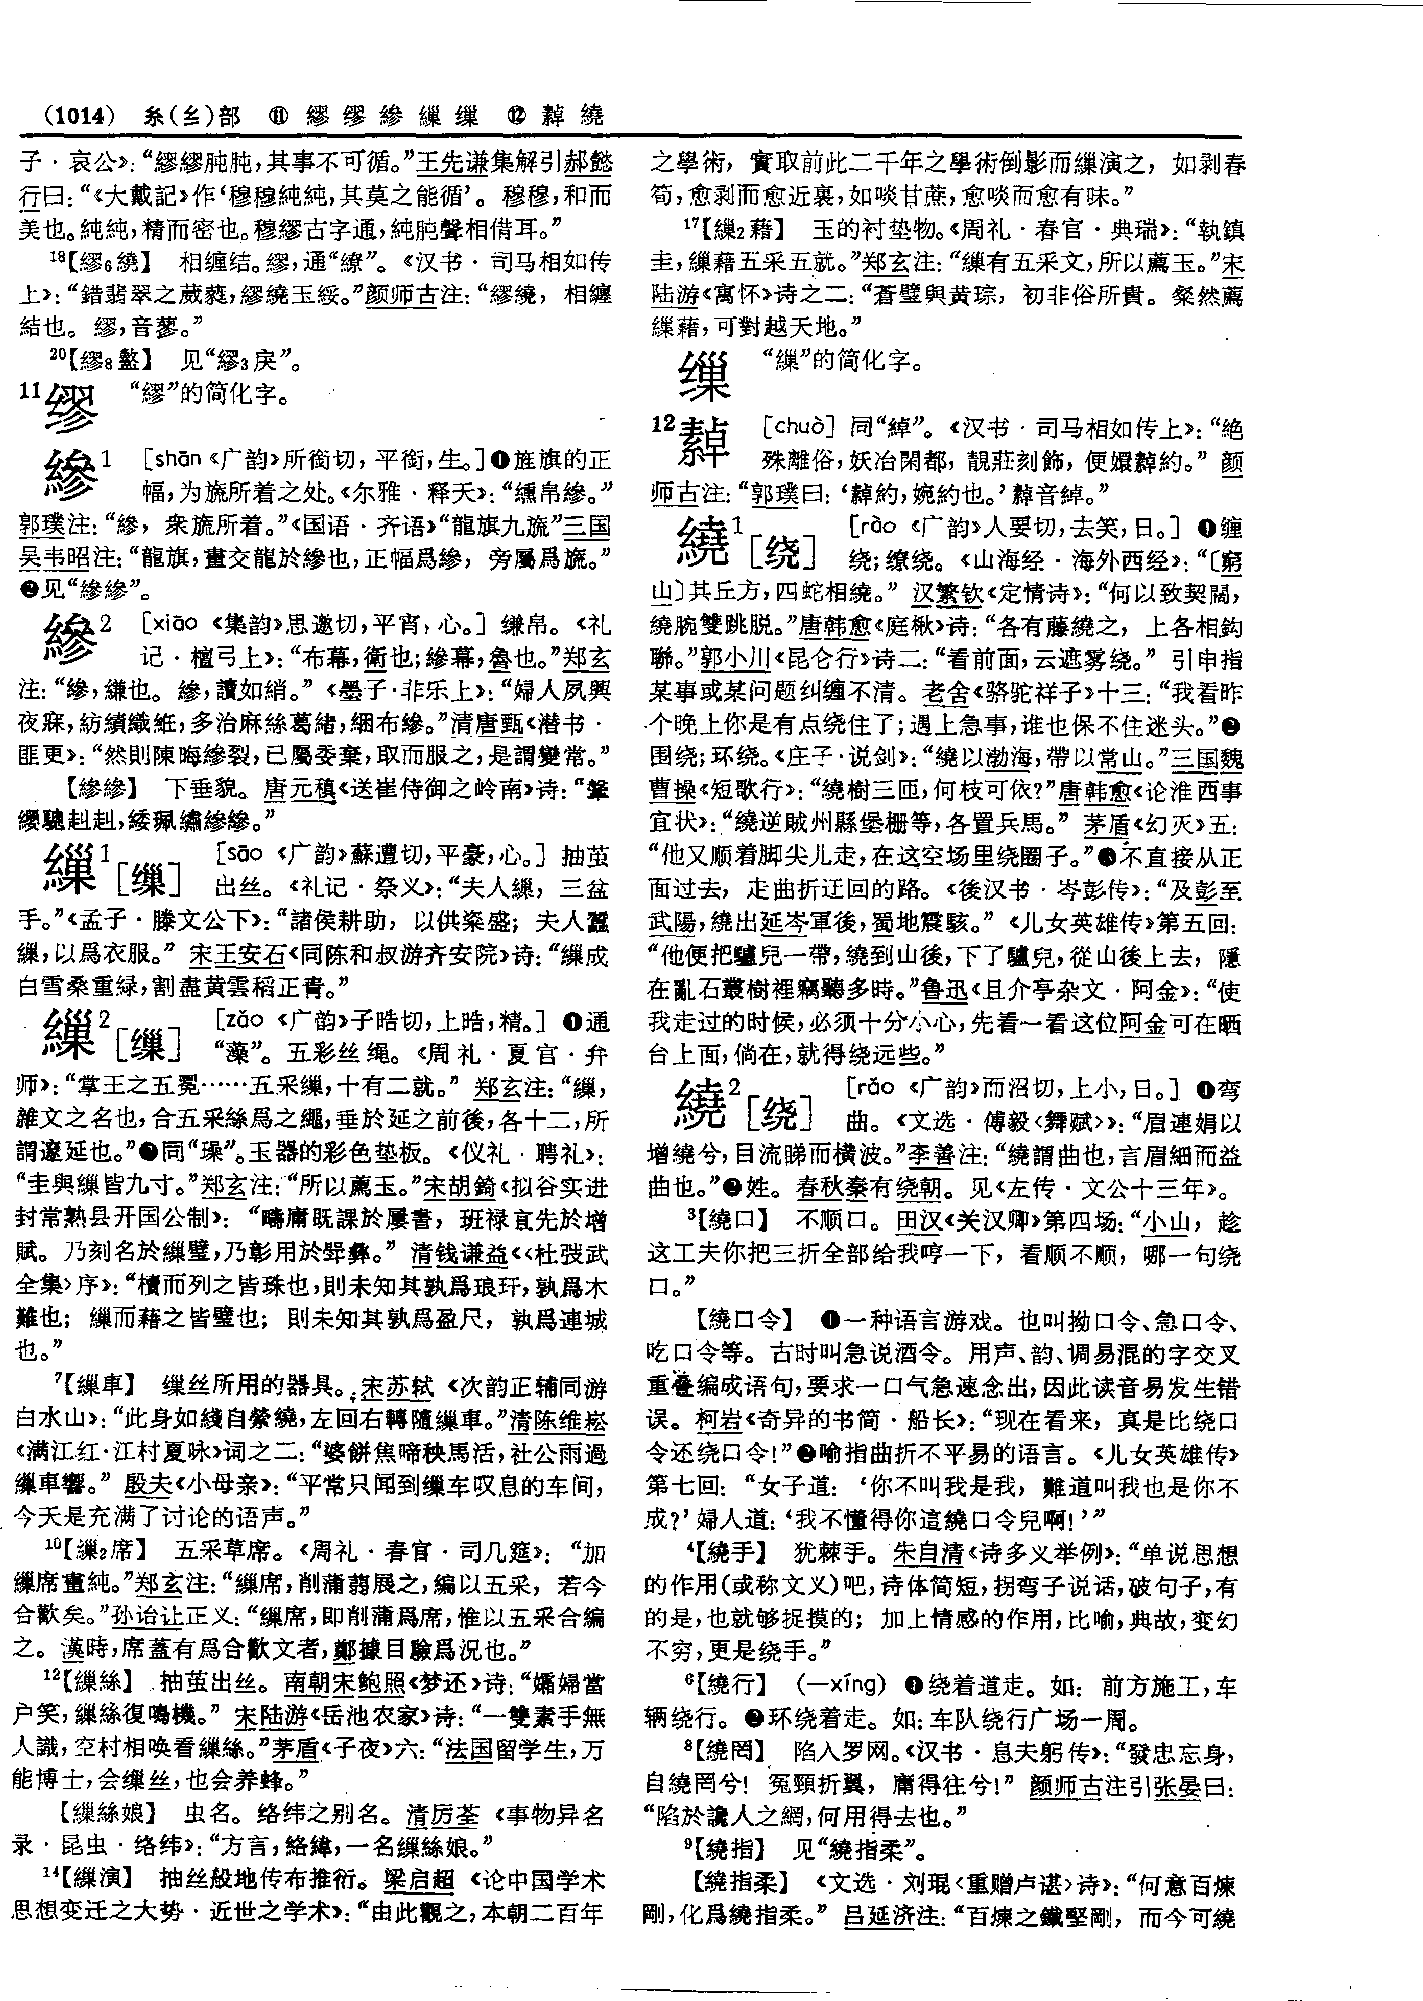 (1014) 糸(纟)部 ⑪ 繆 缪 縿 繅 缫 ⑫ 繛 繞
子·哀公》：“繆繆肫肫，其事不可循。”王先谦集解引郝懿
行曰：“《大戴記》作‘穆穆純純，其莫之能循’。穆穆，和而
美也。純純，精而密也。穆繆古字通，純肫聲相借耳。”
18【繆6繞】 相缠结。繆，通“繚”。《汉书·司马相如传
上》：“錯翡翠之葳蕤，繆繞玉綏。”颜师古注：“繆繞，相纏
結也。繆，音蓼。”
20【繆8盭】 见“繆3戾”。
11 缪 “繆”的简化字。
縿1 [shān《广韵》所銜切，平銜，生。]❶旌旗的正
幅，为旒所着之处。《尔雅·释天》：“纁帛縿。”
郭璞注：“縿，衆旒所着。”《国语·齐语》“龍旗九旒”三国
吴韦昭注：“龍旗，畫交龍於縿也，正幅爲縿，旁屬爲旒。”
❷见“縿縿”。
縿2 [xiāo《集韵》思邀切，平宵，心。]缣帛。《礼
记·檀弓上》：“布幕，衛也；縿幕，魯也。”郑玄
注：“縿，縑也。縿，讀如綃。”《墨子·非乐上》：“婦人夙興
夜寐，紡績織絍，多治麻絲葛緒，綑布縿。”清唐甄《潜书·
匪更》：“然則陳晦縿裂，已屬委棄，取而服之，是謂變常。”
【縿縿】 下垂貌。唐元稹《送崔侍御之岭南》诗：“鞶
纓驄赳赳，緌珮繡縿縿。”
繅1[缫] [sāo《广韵》蘇遭切，平豪，心。]抽茧
出丝。《礼记·祭义》：“夫人繅，三盆
手。”《孟子·滕文公下》：“諸侯耕助，以供粢盛；夫人蠶
繅，以爲衣服。”宋王安石《同陈和叔游齐安院》诗：“繅成
白雪桑重緑，割盡黄雲稻正青。”
繅2[缫] [zǎo《广韵》子晧切，上晧，精。]❶通
“藻”。五彩丝绳。《周礼·夏官·弁
师》：“掌王之五冕……五采繅，十有二就。”郑玄注：“繅，
雜文之名也，合五采絲爲之繩，垂於延之前後，各十二，所
謂邃延也。”❷同“璪”。玉器的彩色垫板。《仪礼·聘礼》：
“圭與繅皆九寸。”郑玄注：“所以薦玉。”宋胡錡《拟谷实进
封常熟县开国公制》：“疇庸既課於屢書，班禄宜先於增
賦。乃刻名於繅璧，乃彰用於斝彝。”清钱谦益《〈杜弢武
全集〉序》：“櫝而列之皆珠也，則未知其孰爲琅玕，孰爲木
難也；繅而藉之皆璧也；則未知其孰爲盈尺，孰爲連城
也。”
7【繅車】 缫丝所用的器具。宋苏轼《次韵正辅同游
白水山》：“此身如綫自縈繞，左回右轉隨繅車。”清陈维崧
《满江红·江村夏咏》词之二：“婆餅焦啼秧馬活，社公雨過
繅車響。”殷夫《小母亲》：“平常只闻到缫车叹息的车间，
今天是充满了讨论的语声。”
10【繅2席】 五采草席。《周礼·春官·司几筵》：“加
繅席畫純。”郑玄注：“繅席，削蒲蒻展之，编以五采，若今
合歡矣。”孙诒让正义：“繅席，即削蒲爲席，惟以五采合編
之。漢時，席蓋有爲合歡文者，鄭據目驗爲況也。”
12【繅絲】 抽茧出丝。南朝宋鲍照《梦还》诗：“孀婦當
户笑，繅絲復鳴機。”宋陆游《岳池农家》诗：“一雙素手無
人識，空村相唤看繅絲。”茅盾《子夜》六：“法国留学生，万
能博士，会缫丝，也会养蜂。”
【繅絲娘】 虫名。络纬之别名。清厉荃《事物异名
录·昆虫·络纬》：“方言，絡緯，一名繅絲娘。”
14【繅演】 抽丝般地传布推衍。梁启超《论中国学术
思想变迁之大势·近世之学术》：“由此觀之，本朝二百年
之學術，實取前此二千年之學術倒影而繅演之，如剥春
筍，愈剥而愈近裏，如啖甘蔗，愈啖而愈有味。”
17【繅2藉】 玉的衬垫物。《周礼·春官·典瑞》：“執鎮
圭，繅藉五采五就。”郑玄注：“繅有五采文，所以薦玉。”宋
陆游《寓怀》诗之二：“蒼璧與黄琮，初非俗所貴。粲然薦
繅藉，可對越天地。”
缫 “繅”的简化字。
12 繛 [chuò] 同“綽”。《汉书·司马相如传上》：“絶
殊離俗，妖冶閑都，靚莊刻飾，便嬛繛約。”颜
师古注：“郭璞曰：‘繛約，婉約也。’繛音綽。”
繞1[绕] [rào《广韵》人要切，去笑，日。]❶缠
绕；缭绕。《山海经·海外西经》：“〔窮
山〕其丘方，四蛇相繞。”汉繁钦《定情诗》：“何以致契闊，
繞腕雙跳脱。”唐韩愈《庭楸》诗：“各有藤繞之，上各相鈎
聯。”郭小川《昆仑行》诗二：“看前面，云遮雾绕。”引申指
某事或某问题纠缠不清。老舍《骆驼祥子》十三：“我看昨
个晚上你是有点绕住了；遇上急事，谁也保不住迷头。”❷
围绕；环绕。《庄子·说剑》：“繞以渤海，帶以常山。”三国魏
曹操《短歌行》：“繞樹三匝，何枝可依？”唐韩愈《论淮西事
宜状》：“繞逆賊州縣堡栅等，各置兵馬。”茅盾《幻灭》五：
“他又顺着脚尖儿走，在这空场里绕圈子。”❸不直接从正
面过去，走曲折迂回的路。《後汉书·岑彭传》：“及彭至
武陽，繞出延岑軍後，蜀地震駭。”《儿女英雄传》第五回：
“他便把驢兒一帶，繞到山後，下了驢兒，從山後上去，隱
在亂石叢樹裡竊聽多時。”鲁迅《且介亭杂文·阿金》：“使
我走过的时候，必须十分小心，先看一看这位阿金可在晒
台上面，倘在，就得绕远些。”
繞2[绕] [rǎo《广韵》而沼切，上小，日。]❶弯
曲。《文选·傅毅〈舞赋〉》：“眉連娟以
增繞兮，目流睇而横波。”李善注：“繞謂曲也，言眉細而益
曲也。”❷姓。春秋秦有绕朝。见《左传·文公十三年》。
3【繞口】 不顺口。田汉《关汉卿》第四场：“小山，趁
这工夫你把三折全部给我哼一下，看顺不顺，哪一句绕
口。”
【繞口令】 ❶一种语言游戏。也叫拗口令、急口令、
吃口令等。古时叫急说酒令。用声、韵、调易混的字交叉
重叠编成语句，要求一口气急速念出，因此读音易发生错
误。柯岩《奇异的书简·船长》：“现在看来，真是比绕口
令还绕口令！”❷喻指曲折不平易的语言。《儿女英雄传》
第七回：“女子道：‘你不叫我是我，難道叫我也是你不
成？’婦人道：‘我不懂得你這繞口令兒啊！’”
4【繞手】 犹棘手。朱自清《诗多义举例》：“单说思想
的作用(或称文义)吧，诗体简短，拐弯子说话，破句子，有
的是，也就够捉摸的；加上情感的作用，比喻，典故，变幻
不穷，更是绕手。”
6【繞行】 (—xíng) ❶绕着道走。如：前方施工，车
辆绕行。❷环绕着走。如：车队绕行广场一周。
8【繞罔】 陷入罗网。《汉书·息夫躬传》：“發忠忘身，
自繞罔兮！冤頸折翼，庸得往兮！”颜师古注引张晏曰：
“陷於讒人之網，何用得去也。”
9【繞指】 见“繞指柔”。
【繞指柔】 《文选·刘琨〈重赠卢谌〉诗》：“何意百煉
剛，化爲繞指柔。”吕延济注：“百煉之鐵堅剛，而今可繞